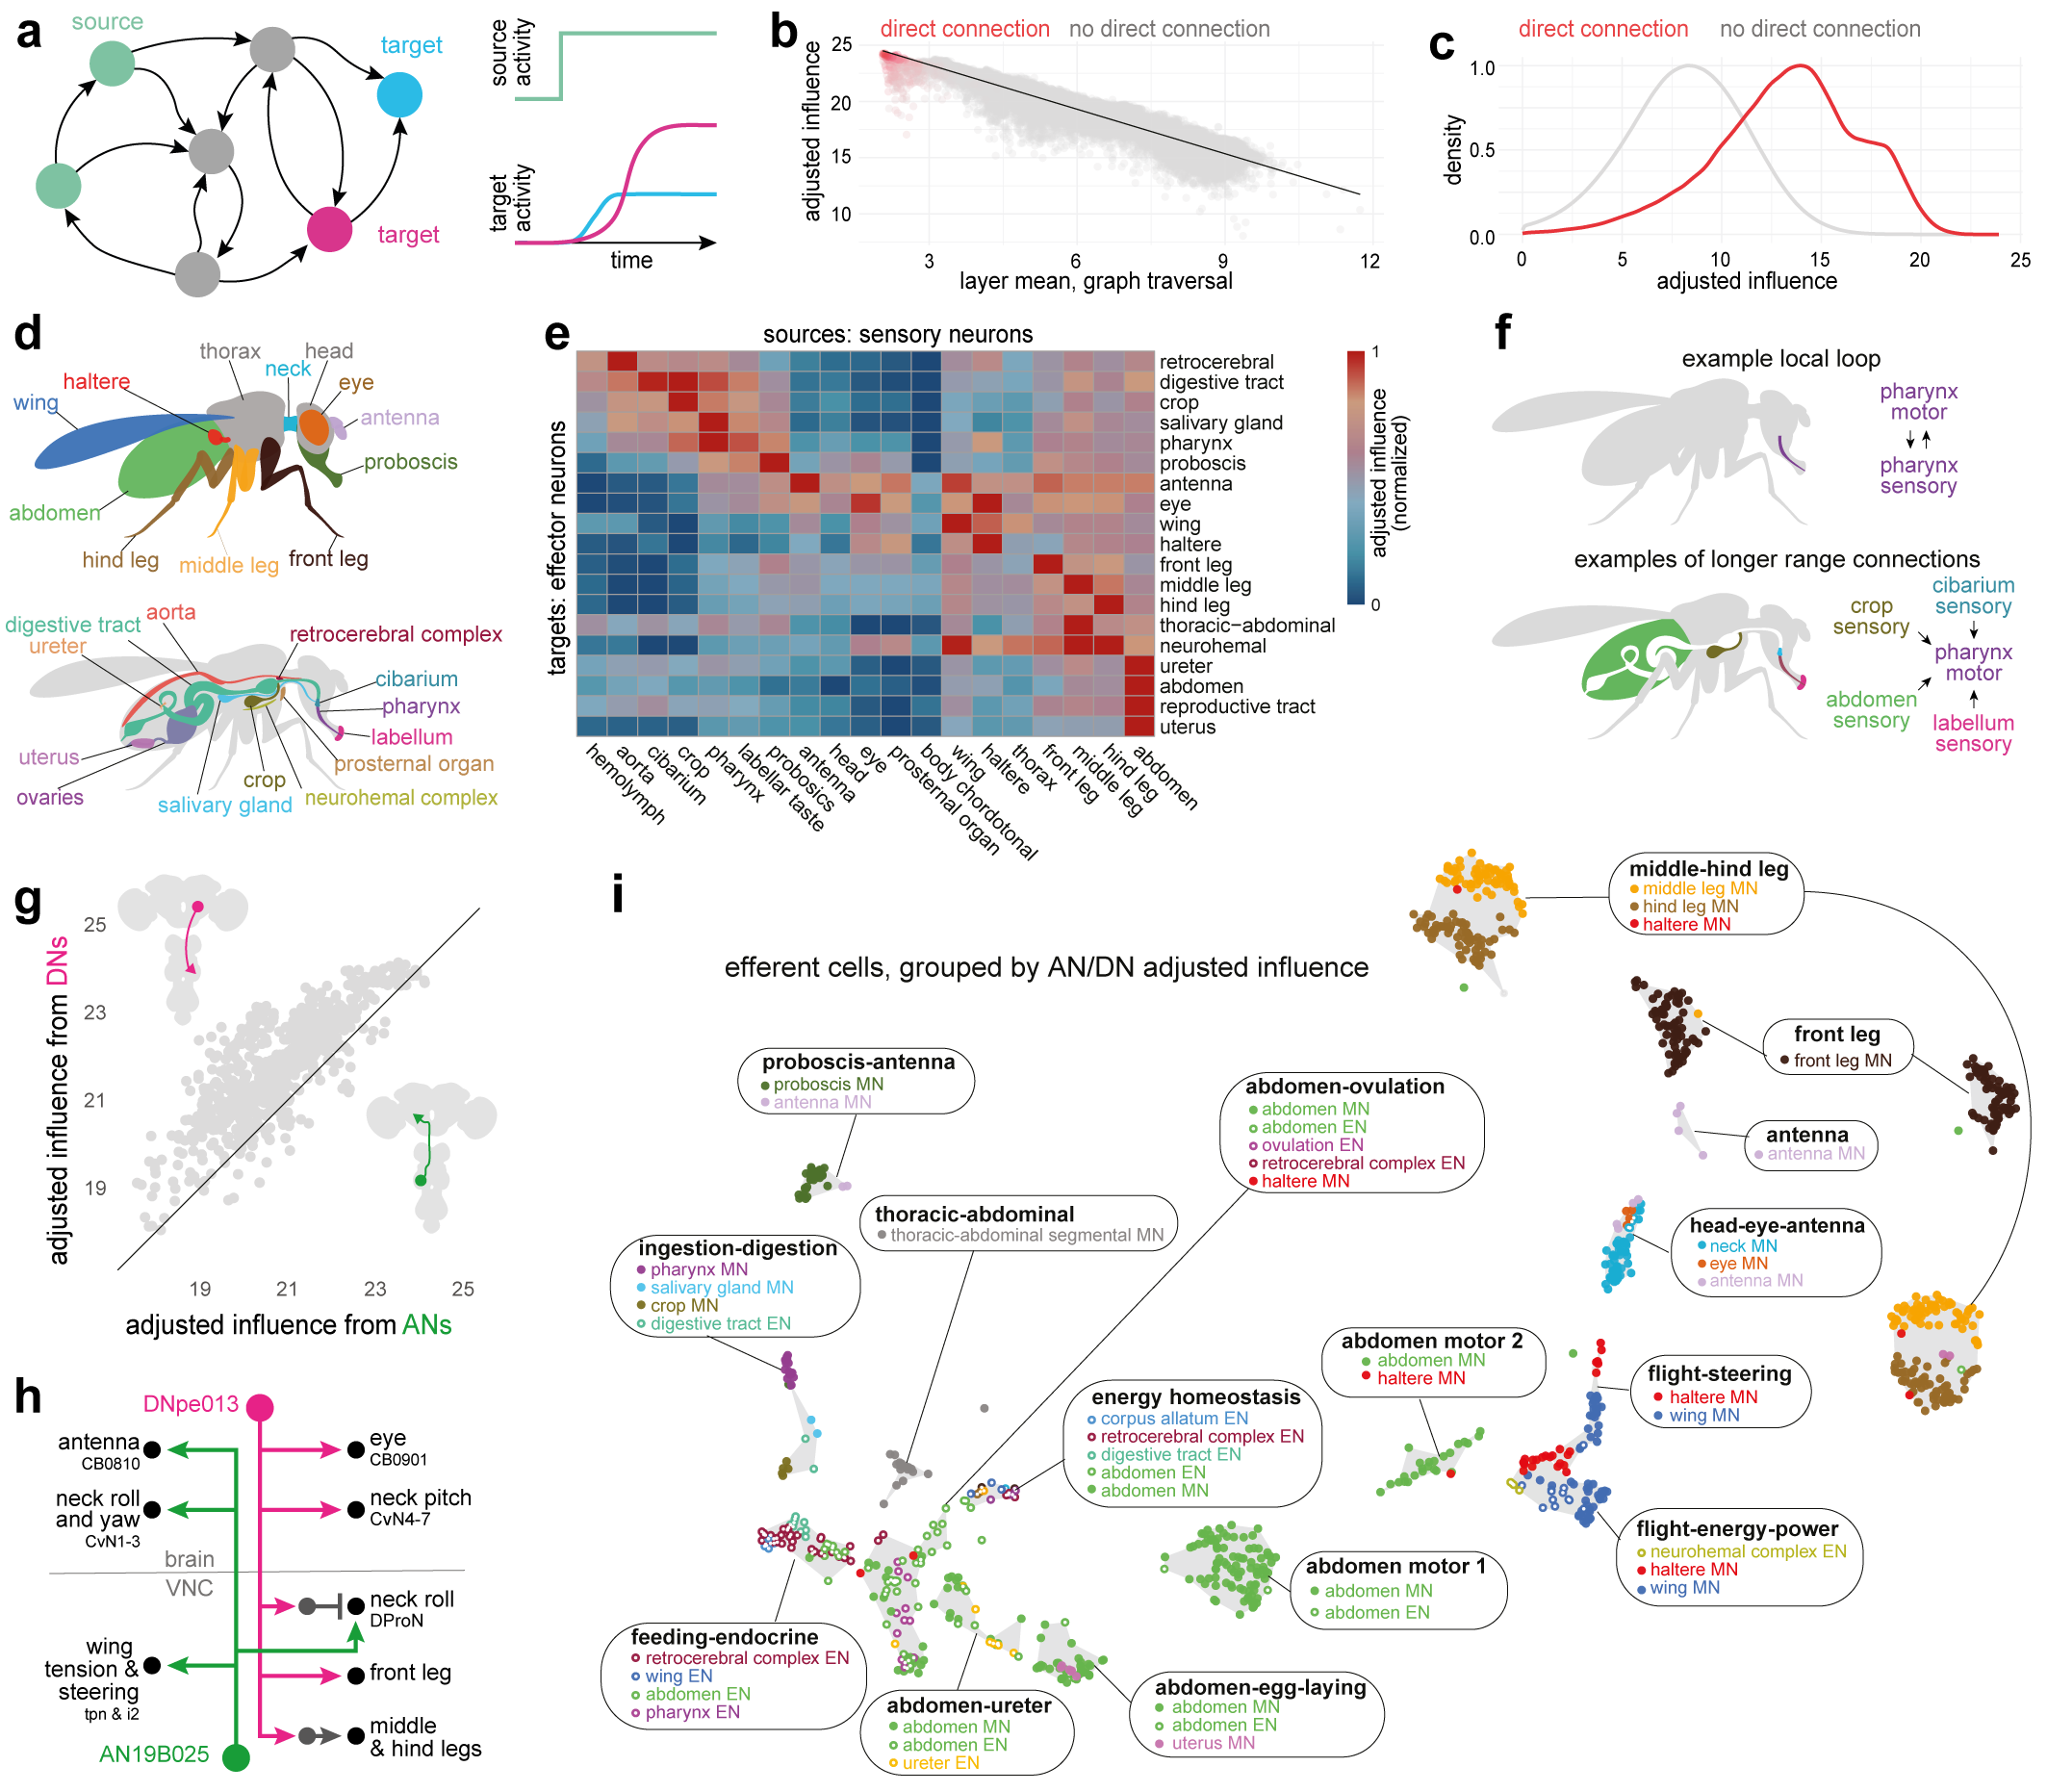 a
source
target
target
source
activity
target
activity
time
b
direct connection
no direct connection
adjusted influence
25
20
15
10
3
6
9
12
layer mean, graph traversal
c
direct connection
no direct connection
density
1.0
0.5
0.0
0
5
10
15
20
25
adjusted influence
d
thorax
head
neck
haltere
eye
wing
antenna
proboscis
abdomen
hind leg
middle leg
front leg
aorta
digestive tract
ureter
retrocerebral complex
cibarium
pharynx
labellum
uterus
prosternal organ
crop
ovaries
salivary gland
neurohemal complex
e
sources: sensory neurons
targets: effector neurons
retrocerebral
digestive tract
crop
salivary gland
pharynx
proboscis
antenna
eye
wing
haltere
front leg
middle leg
hind leg
thoracic-abdominal
neurohemal
ureter
abdomen
reproductive tract
uterus
hemolymph
aorta
cibarium
crop
pharynx
labellar taste
probosics
antenna
head
eye
prosternal organ
body chordotonal
wing
haltere
thorax
front leg
middle leg
hind leg
abdomen
1
0
adjusted influence
(normalized)
f
example local loop
pharynx
motor
pharynx
sensory
examples of longer range connections
cibarium
sensory
crop
sensory
pharynx
motor
abdomen
sensory
labellum
sensory
g
adjusted influence from DNs
25
23
21
19
19
21
23
25
adjusted influence from ANs
h
DNpe013
antenna
CB0810
eye
CB0901
neck roll
and yaw
CvN1-3
neck pitch
CvN4-7
brain
VNC
neck roll
DProN
wing
tension &
steering
tpn & i2
front leg
middle
& hind legs
AN19B025
i
efferent cells, grouped by AN/DN adjusted influence
middle-hind leg
middle leg MN
hind leg MN
haltere MN
front leg
front leg MN
antenna
antenna MN
proboscis-antenna
proboscis MN
antenna MN
abdomen-ovulation
abdomen MN
abdomen EN
ovulation EN
retrocerebral complex EN
haltere MN
thoracic-abdominal
thoracic-abdominal segmental MN
ingestion-digestion
pharynx MN
salivary gland MN
crop MN
digestive tract EN
head-eye-antenna
neck MN
eye MN
antenna MN
abdomen motor 2
abdomen MN
haltere MN
flight-steering
haltere MN
wing MN
energy homeostasis
corpus allatum EN
retrocerebral complex EN
digestive tract EN
abdomen EN
abdomen MN
flight-energy-power
neurohemal complex EN
haltere MN
wing MN
abdomen motor 1
abdomen MN
abdomen EN
feeding-endocrine
retrocerebral complex EN
wing EN
abdomen EN
pharynx EN
abdomen-ureter
abdomen MN
abdomen EN
ureter EN
abdomen-egg-laying
abdomen MN
abdomen EN
uterus MN